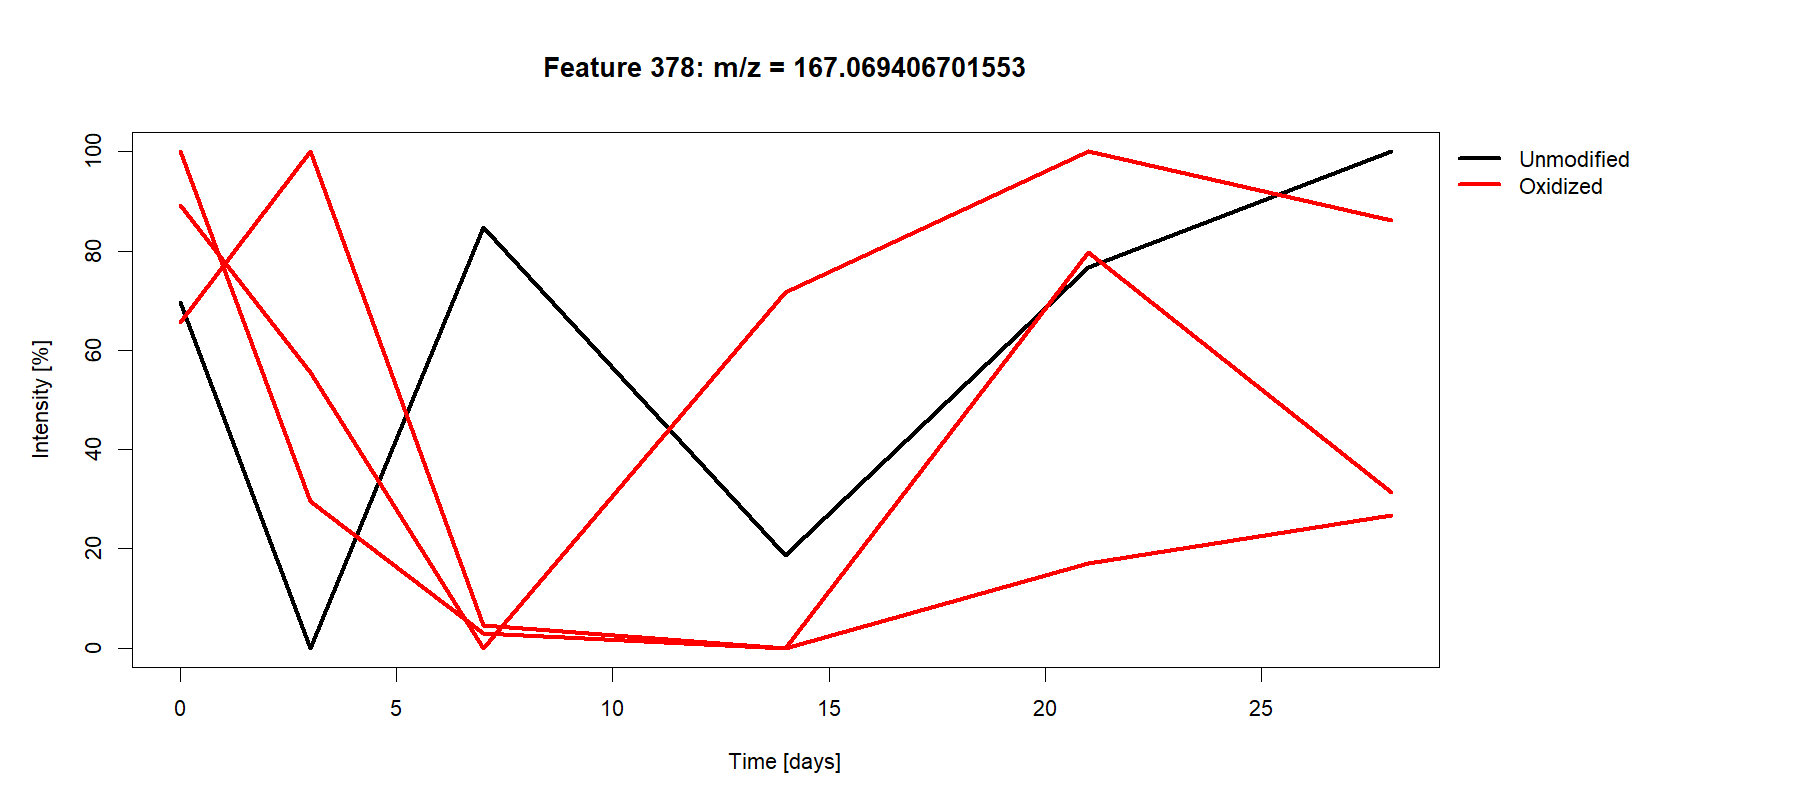 Feature 378: m/z = 167.069406701553
Unmodified
Oxidized
Intensity [%]
100
80
60
40
20
0
0 5 10 15 20 25
Time [days]